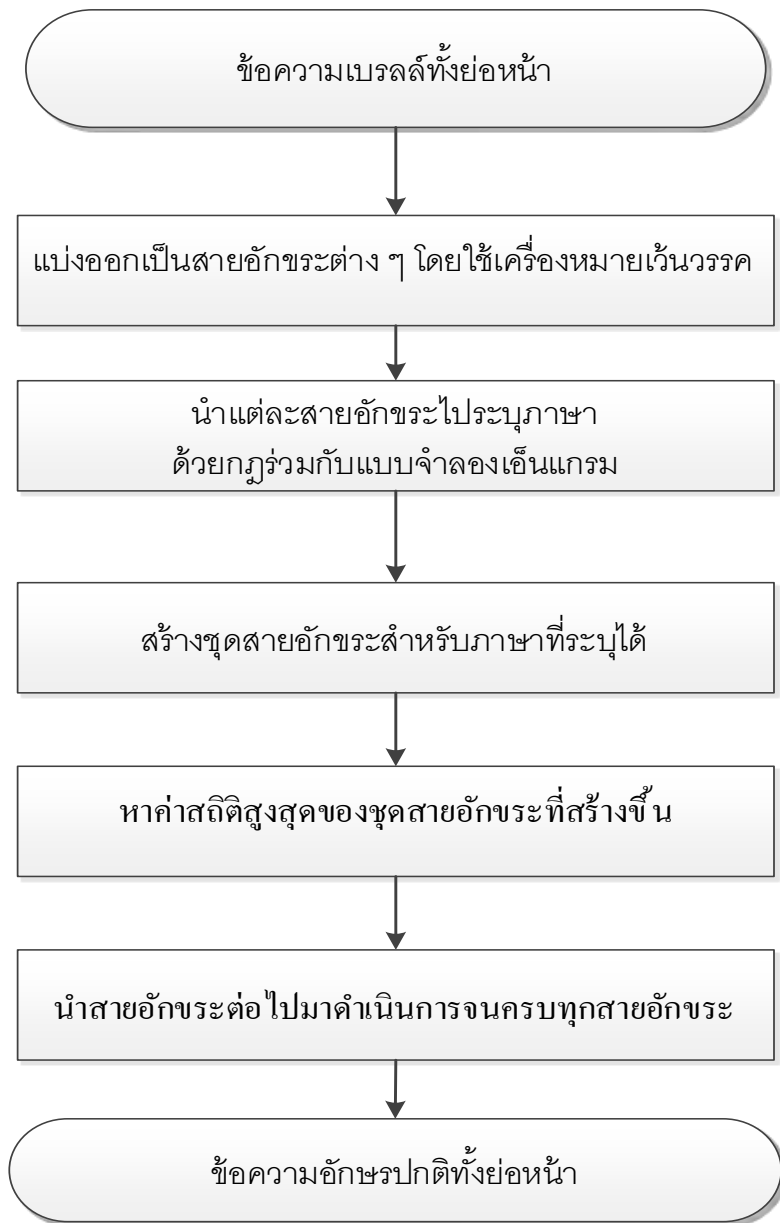 ข้อความเบรลล์ทั้งย่อหน้า
แบ่งออกเป็นสายอักขระต่าง ๆ โดยใช้เครื่องหมายเว้นวรรค
นำแต่ละสายอักขระไประบุภาษา
ด้วยกฎร่วมกับแบบจำลองเอ็นแกรม
สร้างชุดสายอักขระสำหรับภาษาที่ระบุได้
หาค่าสถิติสูงสุดของชุดสายอักขระที่สร้างขึ้น
นำสายอักขระต่อไปมาดำเนินการจนครบทุกสายอักขระ
ข้อความอักษรปกติทั้งย่อหน้า